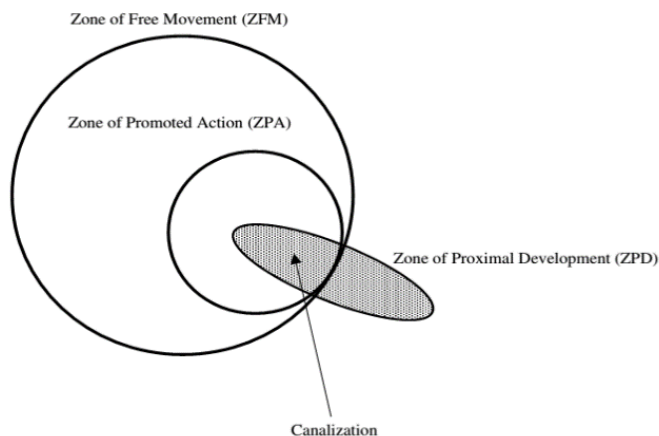 Zone of Free Movement (ZFM)
Zone of Promoted Action (ZPA)
Zone of Proximal Development (ZPD)
Canalization